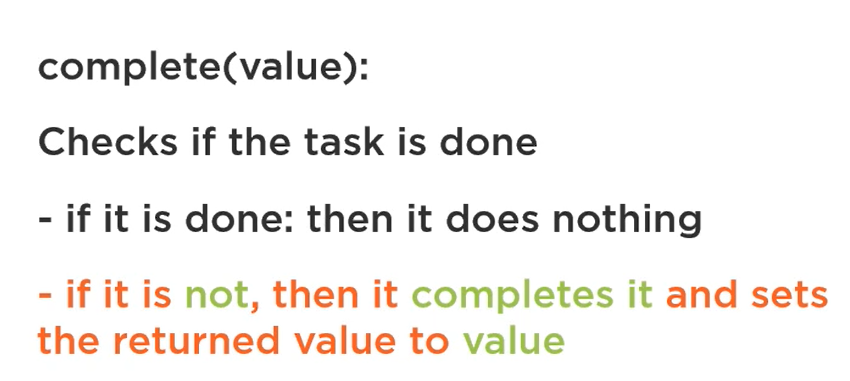 complete(value):
Checks if the task is done
- if it is done: then it does nothing
- if it is not, then it completes it and sets
the returned value to value